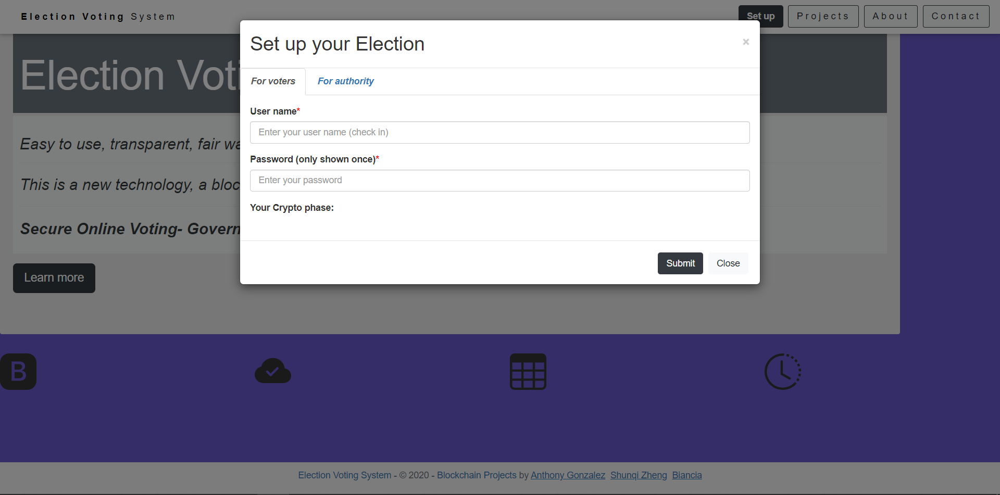 Election Voting System
Set up
Projects
About
Contact
Set up your Election
×
For voters
For authority
User name*
Enter your user name (check in)
Password (only shown once)*
Enter your password
Your Crypto phase:
Submit
Close
Election Voti
Easy to use, transparent, fair wa
This is a new technology, a bloc
Secure Online Voting- Govern
Learn more
B
Election Voting System - © 2020 - Blockchain Projects by Anthony Gonzalez Shunqi Zheng Biancia